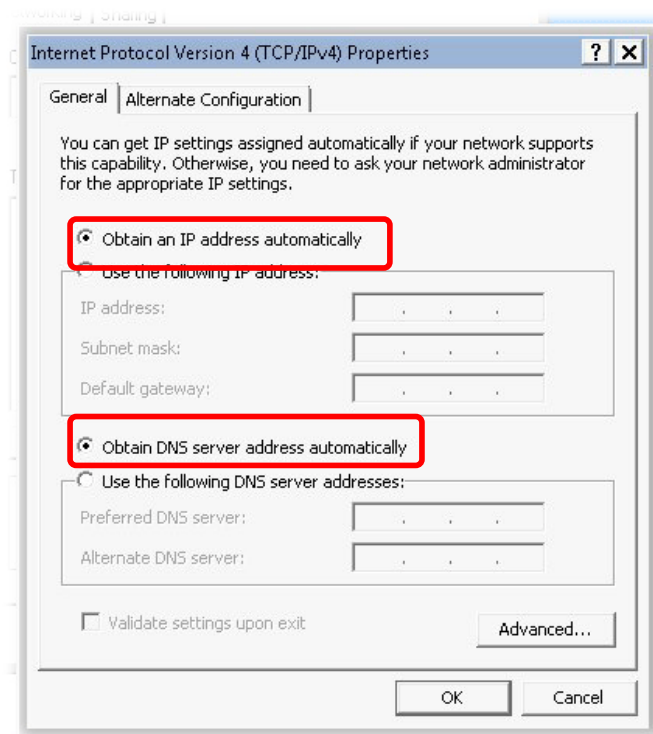 Networking | Sharing |
Internet Protocol Version 4 (TCP/IPv4) Properties
? X
General
Alternate Configuration
You can get IP settings assigned automatically if your network supports
this capability. Otherwise, you need to ask your network administrator
for the appropriate IP settings.
Obtain an IP address automatically
Use the following IP address:
IP address:
Subnet mask:
Default gateway:
Obtain DNS server address automatically
Use the following DNS server addresses:
Preferred DNS server:
Alternate DNS server:
Validate settings upon exit
Advanced...
OK
Cancel